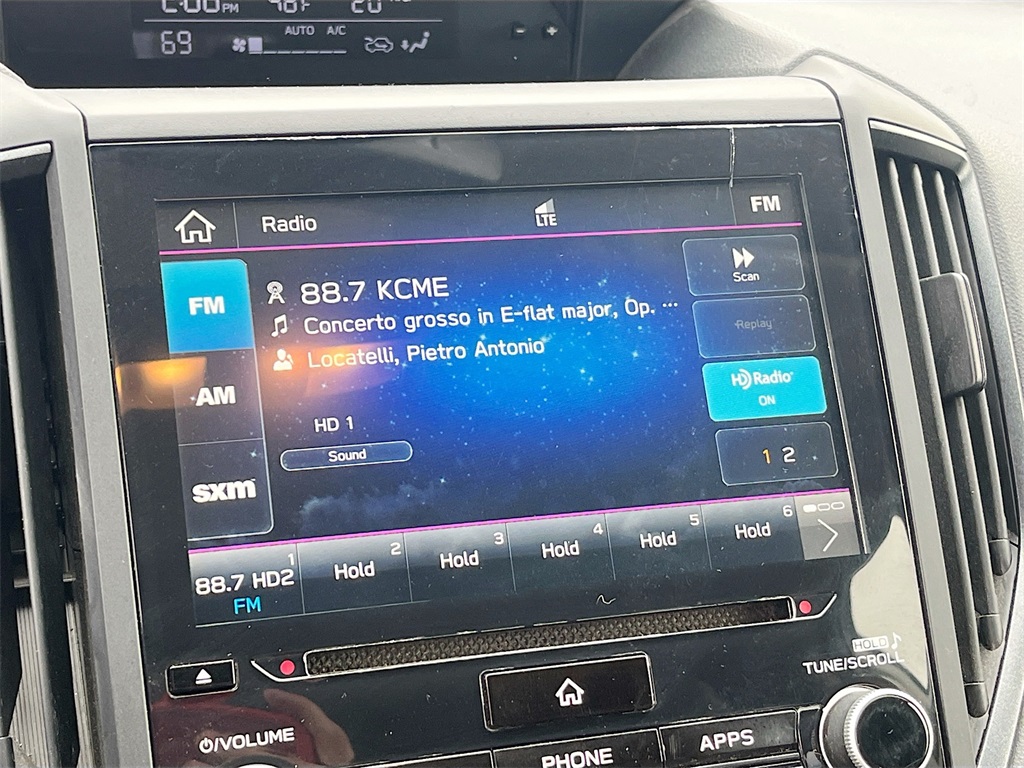 69 AUTO A/C
Radio LTE FM
FM
AM
sxm
88.7 KCME
Concerto grosso in E-flat major, Op. ...
Locatelli, Pietro Antonio
HD 1
Sound
Scan
Replay
HD Radio
ON
1 2
1 2 3 4 5 6
88.7 HD2 Hold Hold Hold Hold Hold
FM
HOLD
TUNE/SCROLL
/VOLUME
PHONE
APPS